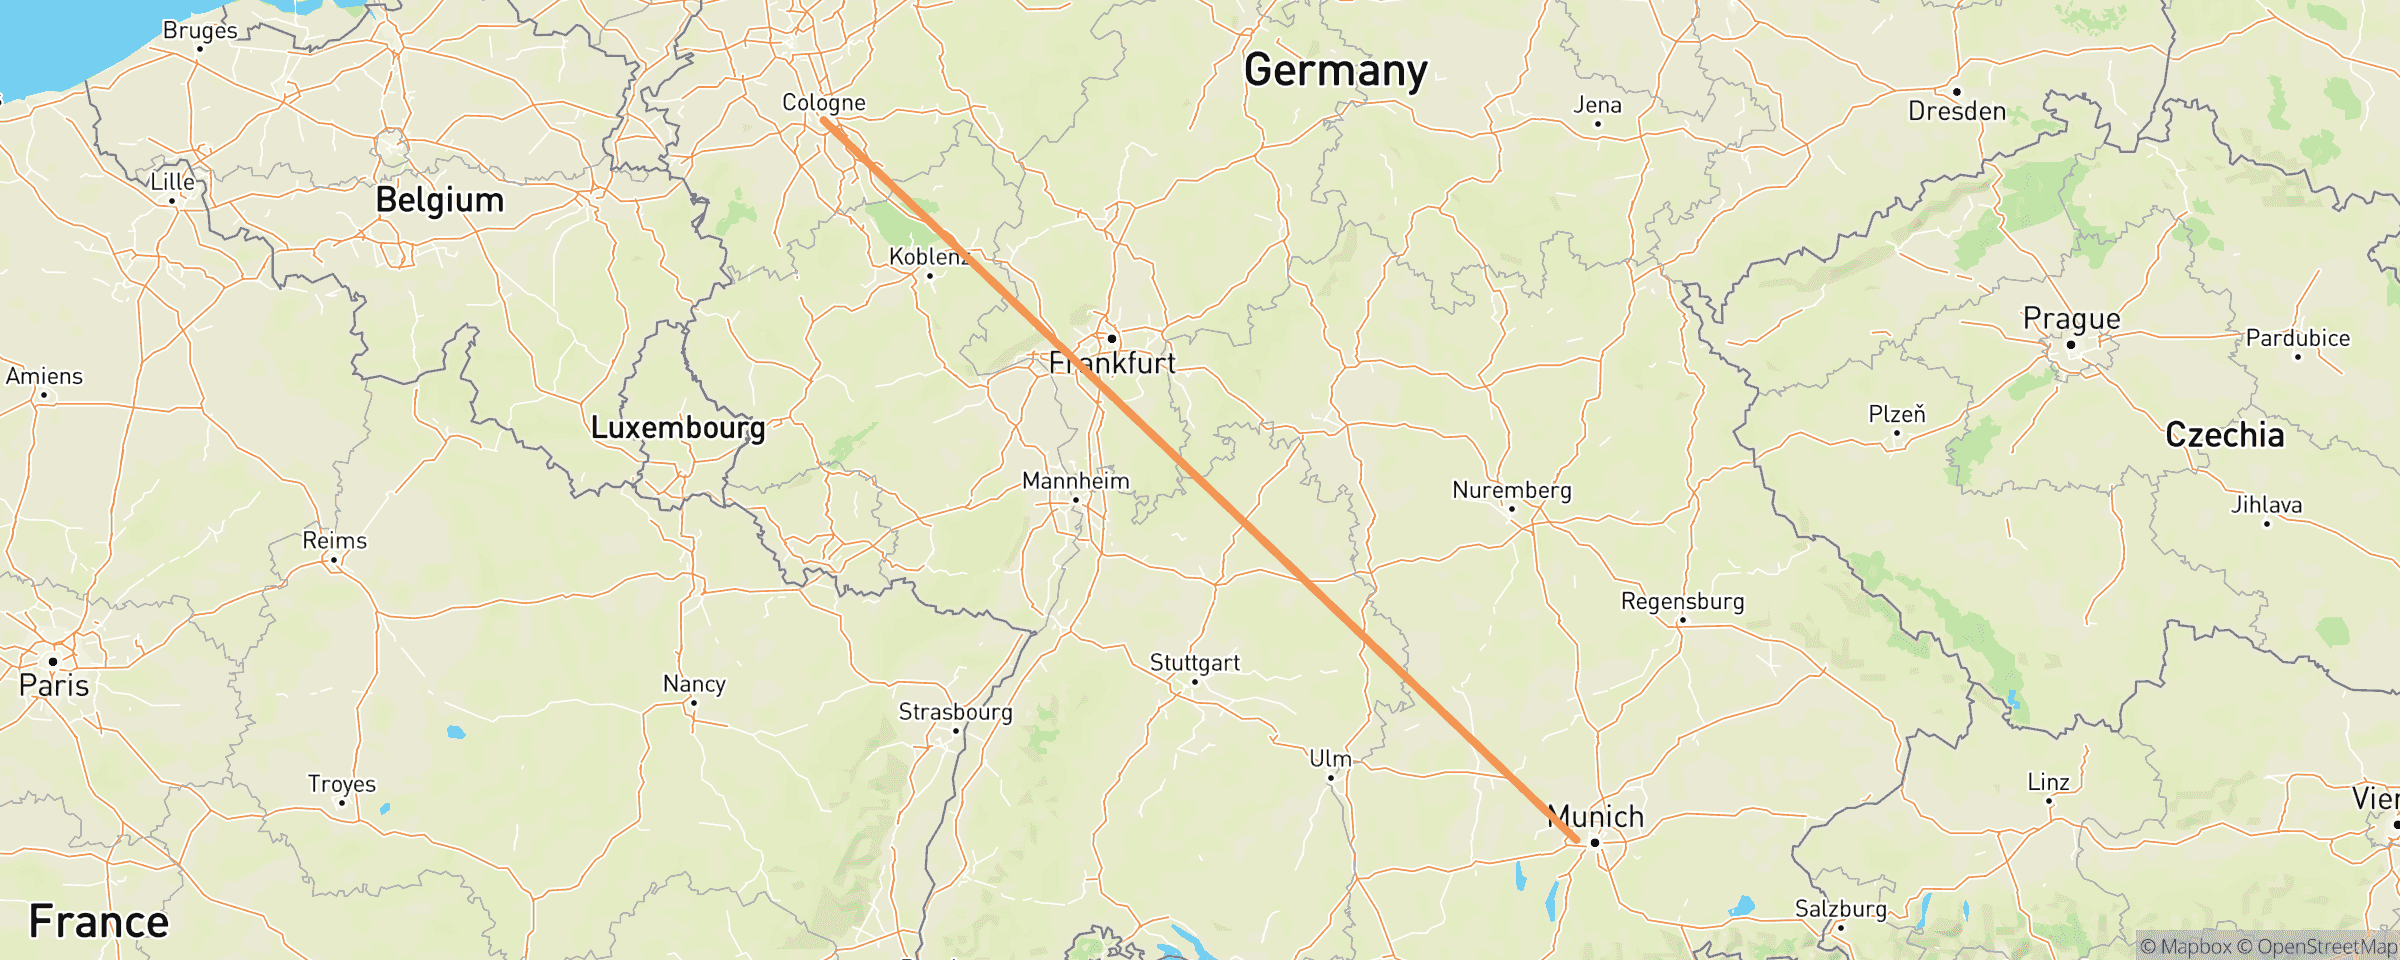 Bruges
Germany
Cologne
Jena
Dresden
Lille
Belgium
Koblenz
Prague
Pardubice
Frankfurt
Amiens
Plzeň
Luxembourg
Czechia
Mannheim
Nuremberg
Jihlava
Reims
Regensburg
Stuttgart
Paris
Nancy
Strasbourg
Ulm
Troyes
Linz
Munich
France
Salzburg
© Mapbox © OpenStreetMap